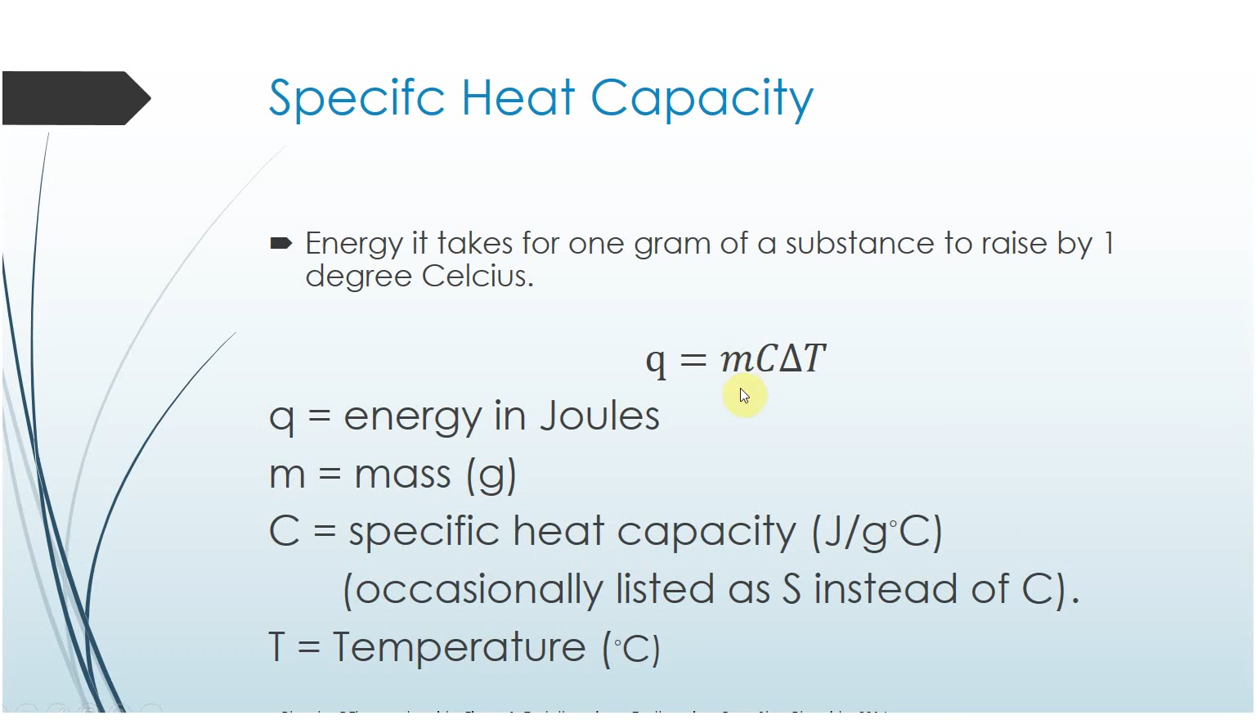 Specifc Heat Capacity
Energy it takes for one gram of a substance to raise by 1
degree Celcius.
q = mCΔT
q = energy in Joules
m = mass (g)
C = specific heat capacity (J/g°C)
(occasionally listed as S instead of C).
T = Temperature (°C)